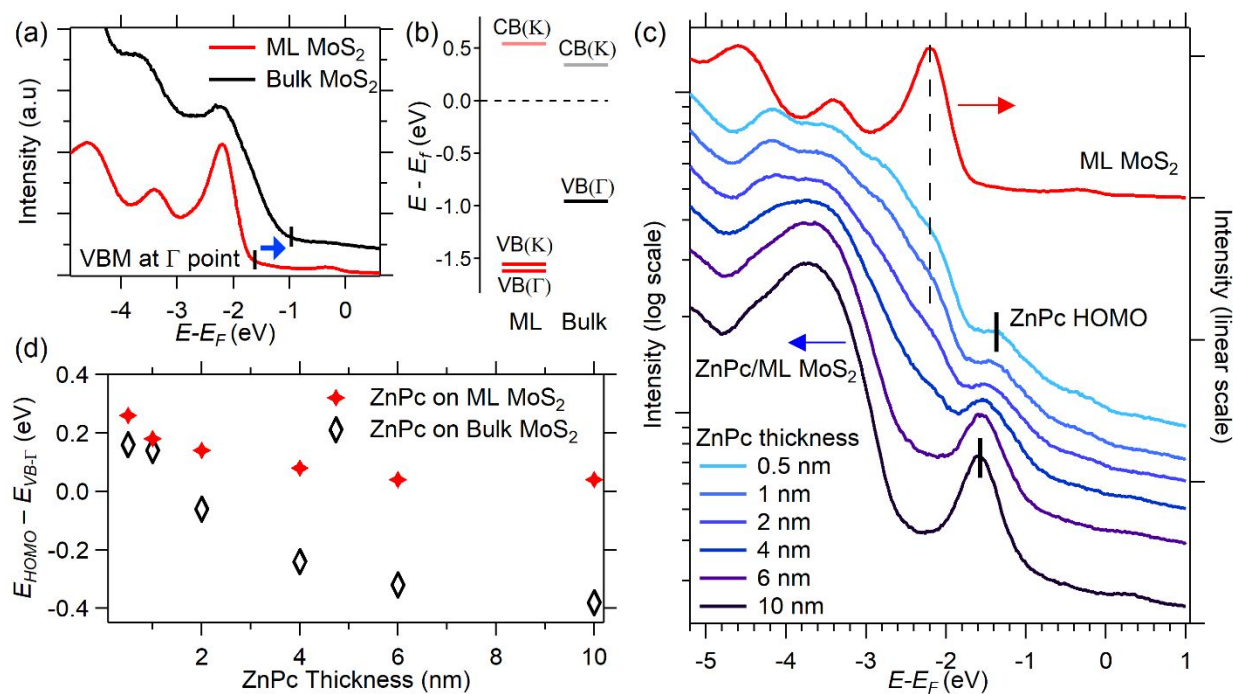 (a)
ML MoS₂
Bulk MoS₂
Intensity (a.u)
VBM at Γ point
-4 -3 -2 -1 0
E-E_F (eV)
(b)
CB(K)
CB(K)
0.5
0.0
-0.5
-1.0
-1.5
E - E_f (eV)
VB(Γ)
VB(K)
VB(Γ)
ML Bulk
(c)
ML MoS₂
Intensity (log scale)
Intensity (linear scale)
ZnPc HOMO
ZnPc/ML MoS₂
ZnPc thickness
0.5 nm
1 nm
2 nm
4 nm
6 nm
10 nm
-5 -4 -3 -2 -1 0 1
E-E_F (eV)
(d)
0.4
0.2
0.0
-0.2
-0.4
E_HOMO – E_VB-Γ (eV)
ZnPc on ML MoS₂
ZnPc on Bulk MoS₂
2 4 6 8 10
ZnPc Thickness (nm)